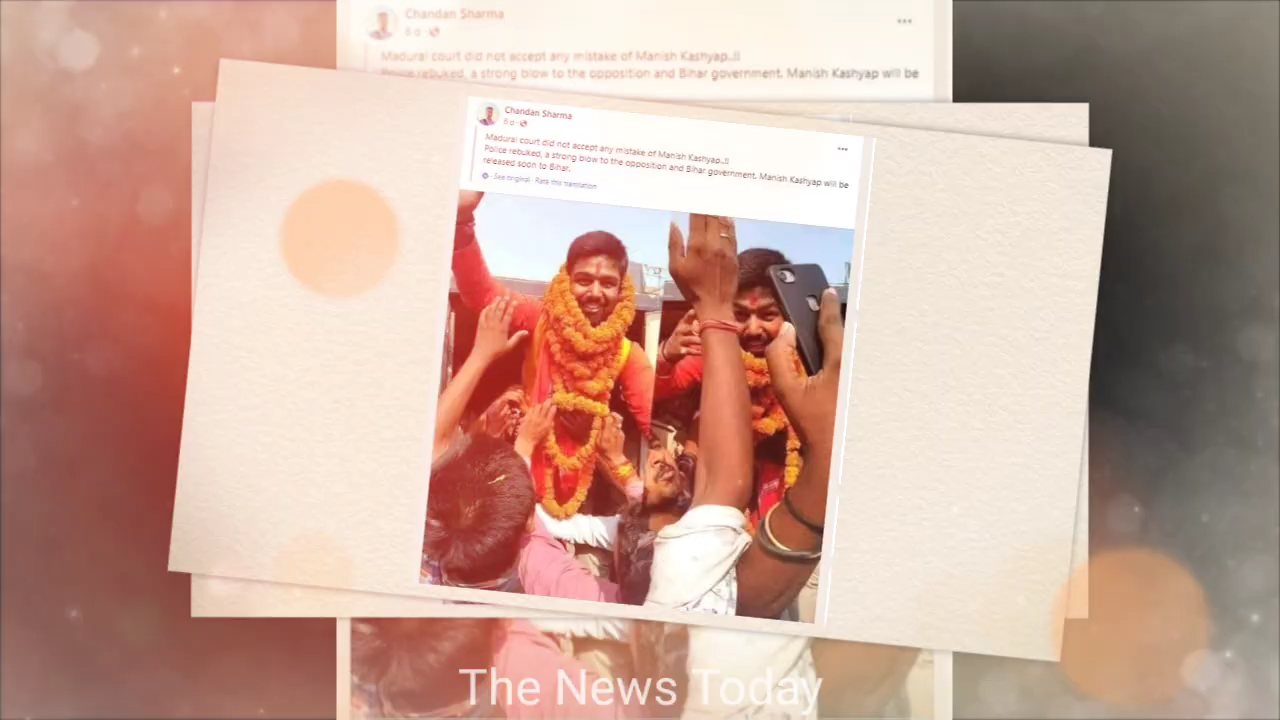 Chandan Sharma
6 d
Madurai court did not accept any mistake of Manish Kashyap..!!
Police rebuked, a strong blow to the opposition and Bihar government. Manish Kashyap will be
Chandan Sharma
6 d
Madurai court did not accept any mistake of Manish Kashyap..!!
Police rebuked, a strong blow to the opposition and Bihar government. Manish Kashyap will be
released soon to Bihar.
· See original · Rate this translation
The News Today